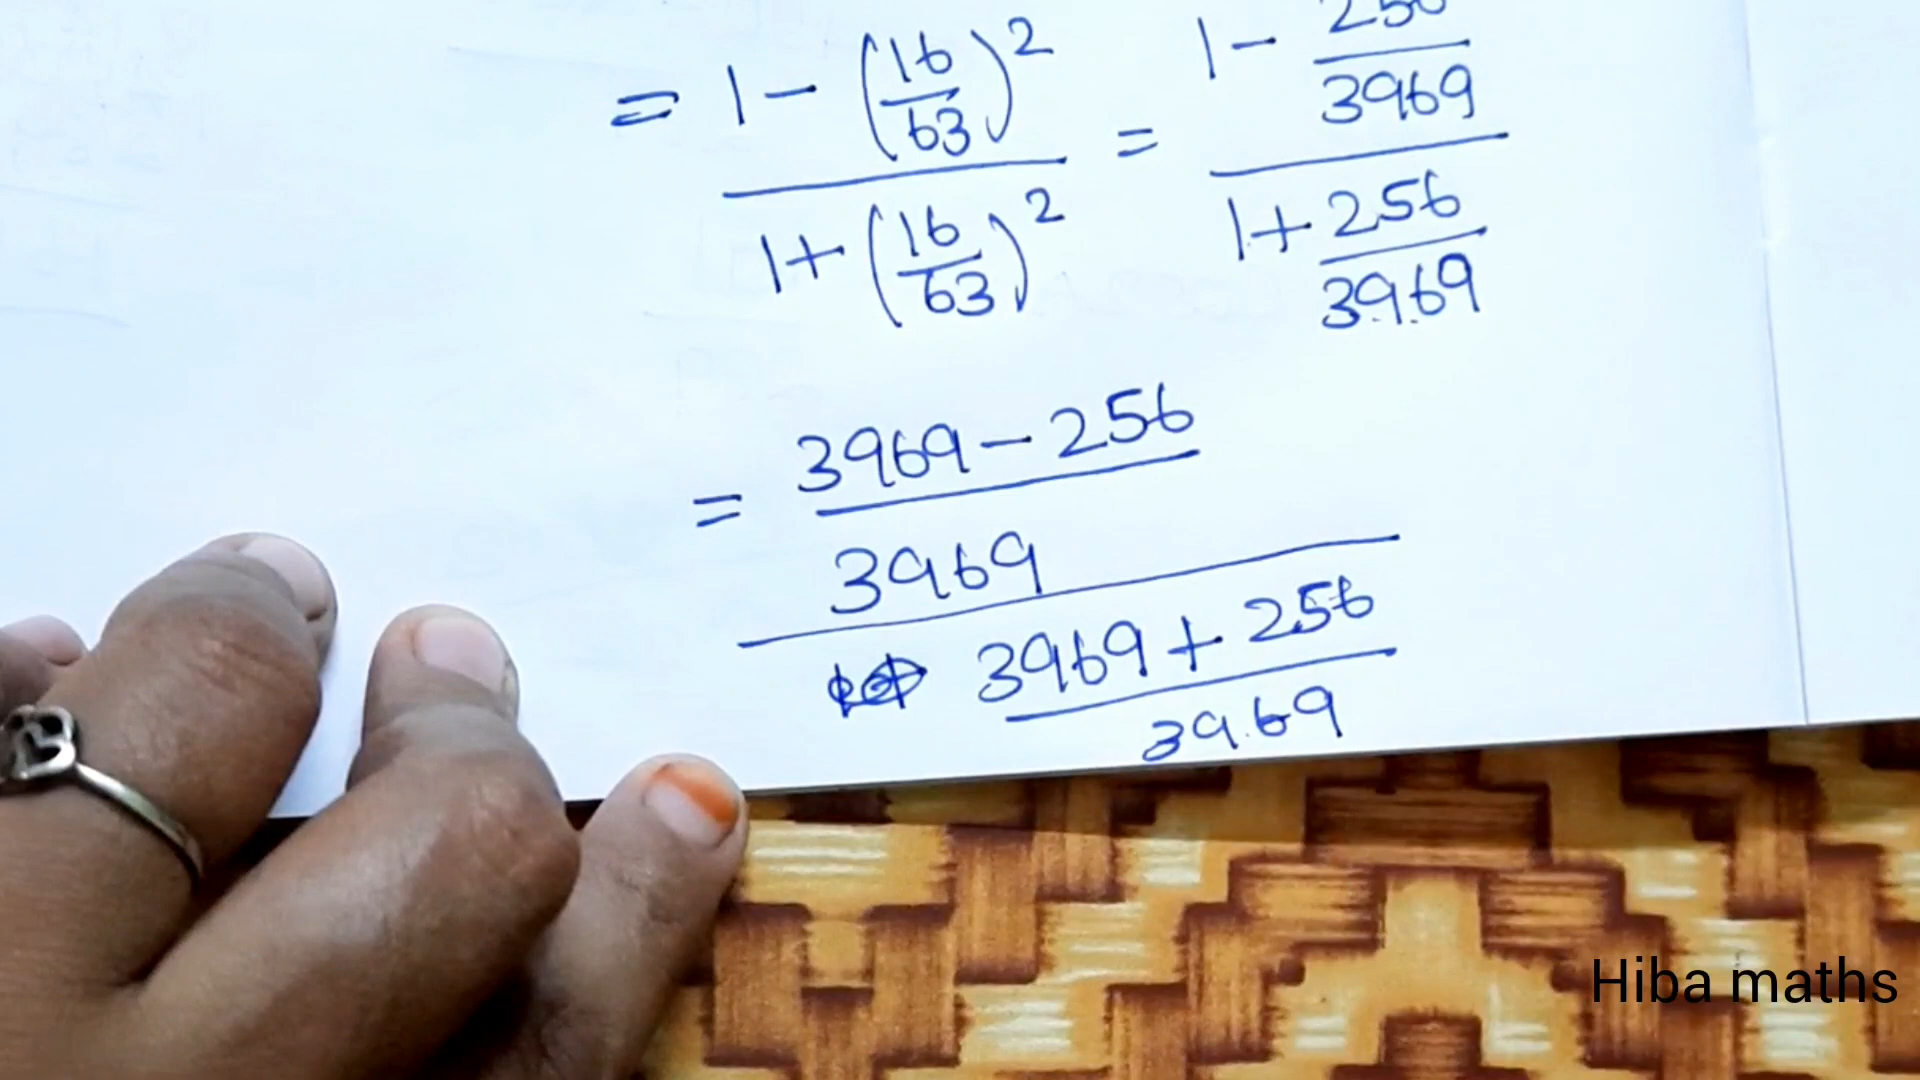 = 1 - (16/63)² / 1 + (16/63)² = 1 - 256/3969 / 1 + 256/3969
= 3969 - 256 / 3969 / 3969 + 256 / 3969
Hiba maths